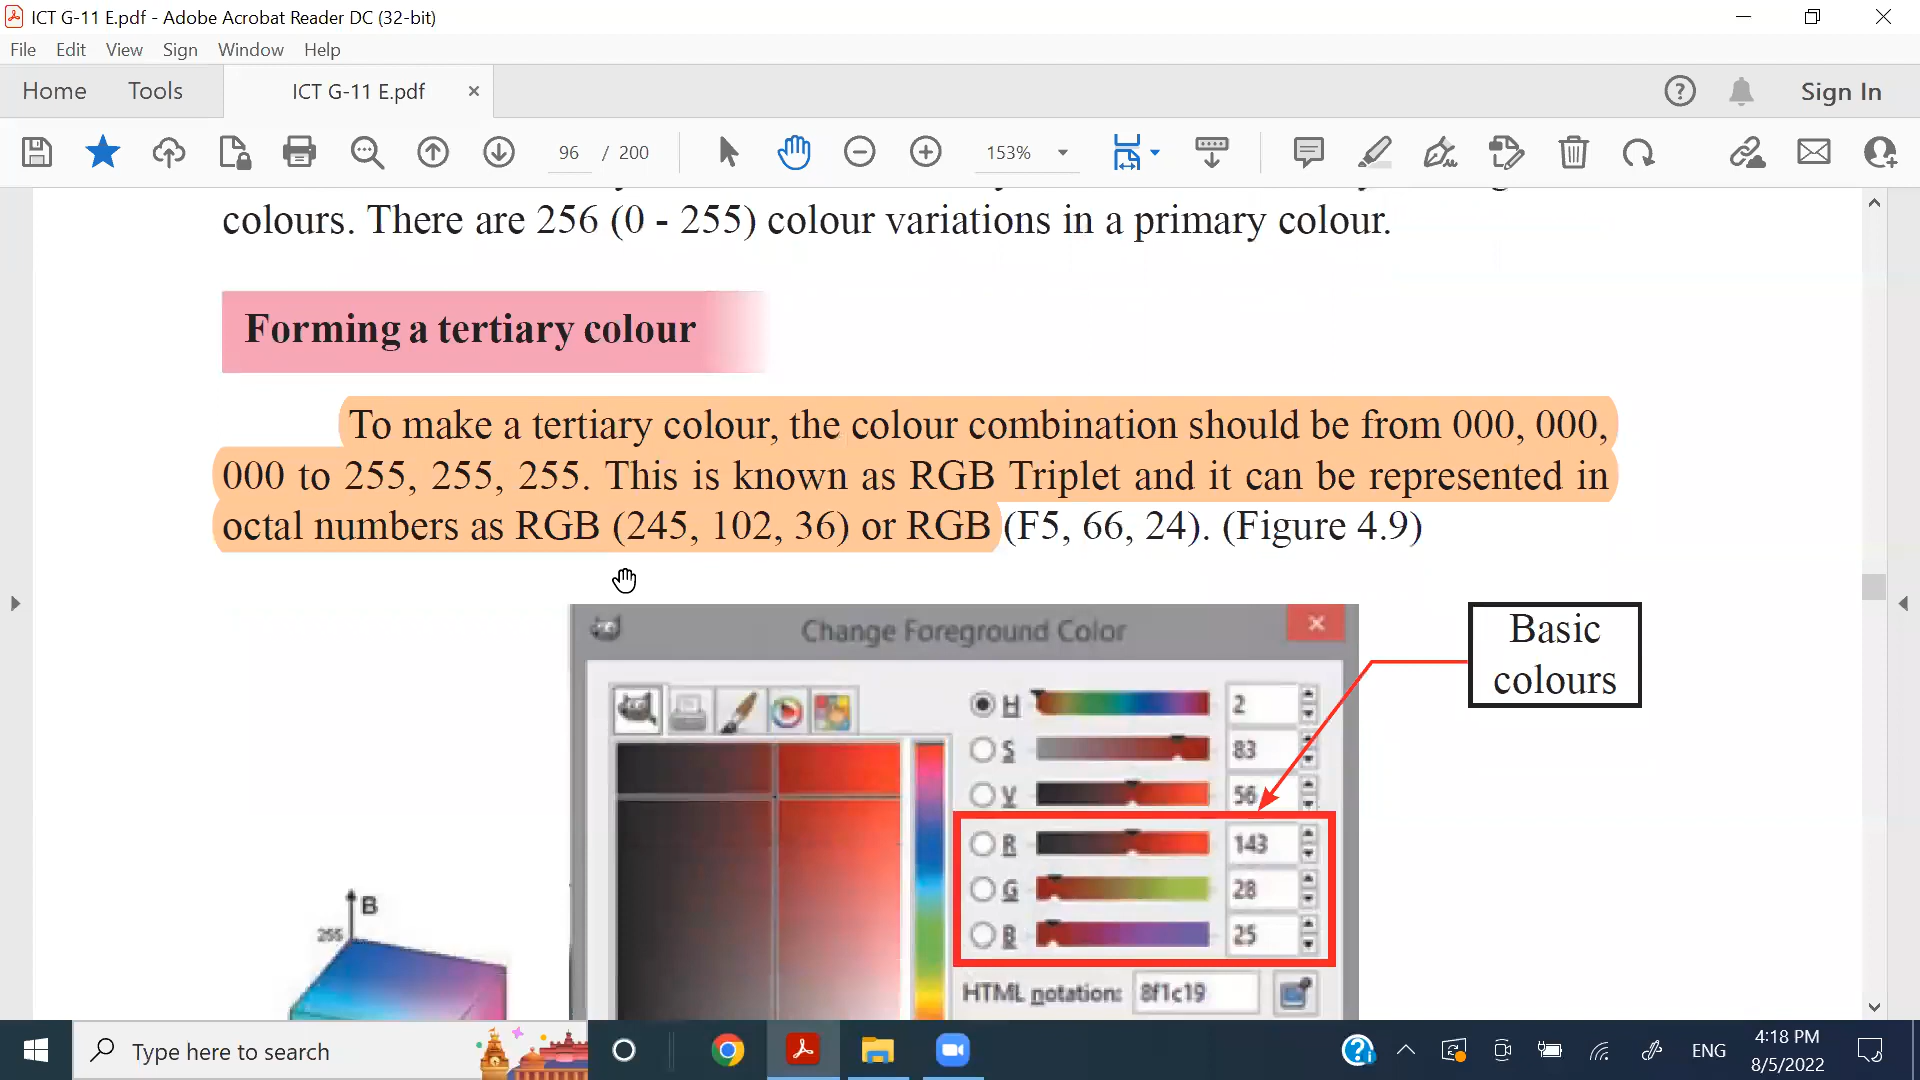 ICT G-11 E.pdf - Adobe Acrobat Reader DC (32-bit)
File Edit View Sign Window Help
Home Tools ICT G-11 E.pdf × Sign In
96 / 200 153%
colours. There are 256 (0 - 255) colour variations in a primary colour.
Forming a tertiary colour
To make a tertiary colour, the colour combination should be from 000, 000,
000 to 255, 255, 255. This is known as RGB Triplet and it can be represented in
octal numbers as RGB (245, 102, 36) or RGB (F5, 66, 24). (Figure 4.9)
Change Foreground Color
Basic
colours
H 2
S 83
V 56
R 143
G 28
B 25
HTML notation: 8f1c19
B
255
Type here to search
ENG
4:18 PM
8/5/2022